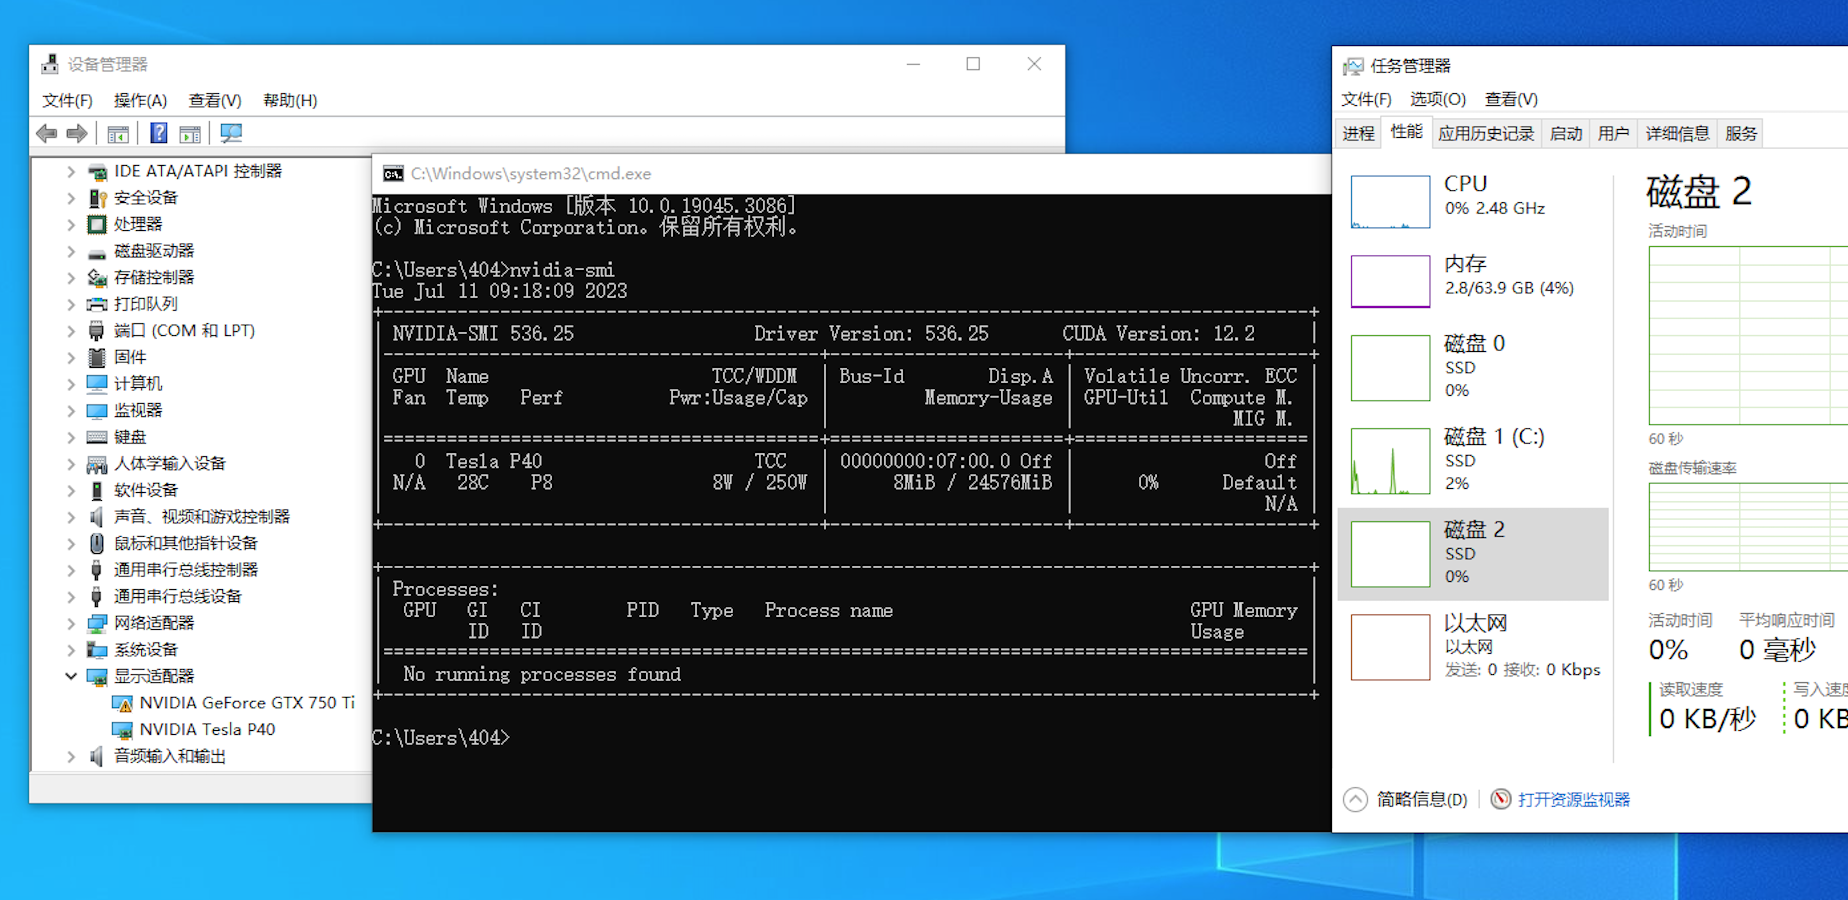 设备管理器
文件(F) 操作(A) 查看(V) 帮助(H)
IDE ATA/ATAPI 控制器
安全设备
处理器
磁盘驱动器
存储控制器
打印队列
端口 (COM 和 LPT)
固件
计算机
监视器
键盘
人体学输入设备
软件设备
声音、视频和游戏控制器
鼠标和其他指针设备
通用串行总线控制器
通用串行总线设备
网络适配器
系统设备
显示适配器
NVIDIA GeForce GTX 750 Ti
NVIDIA Tesla P40
音频输入和输出
C:\Windows\system32\cmd.exe
Microsoft Windows [版本 10.0.19045.3086]
(c) Microsoft Corporation。保留所有权利。
C:\Users\404>nvidia-smi
Tue Jul 11 09:18:09 2023
NVIDIA-SMI 536.25 Driver Version: 536.25 CUDA Version: 12.2
GPU Name TCC/WDDM | Bus-Id Disp.A | Volatile Uncorr. ECC
Fan Temp Perf Pwr:Usage/Cap | Memory-Usage | GPU-Util Compute M.
MIG M.
0 Tesla P40 TCC | 00000000:07:00.0 Off | Off
N/A 28C P8 8W / 250W | 8MiB / 24576MiB | 0% Default
N/A
Processes:
GPU GI CI PID Type Process name GPU Memory
ID ID Usage
No running processes found
C:\Users\404>
任务管理器
文件(F) 选项(O) 查看(V)
进程 性能 应用历史记录 启动 用户 详细信息 服务
CPU
0% 2.48 GHz
内存
2.8/63.9 GB (4%)
磁盘 0
SSD
0%
磁盘 1 (C:)
SSD
2%
磁盘 2
SSD
0%
以太网
以太网
发送: 0 接收: 0 Kbps
磁盘 2
活动时间
60 秒
磁盘传输速率
60 秒
活动时间 平均响应时间
0% 0 毫秒
读取速度 写入速度
0 KB/秒 0 KB
简略信息(D) 打开资源监视器